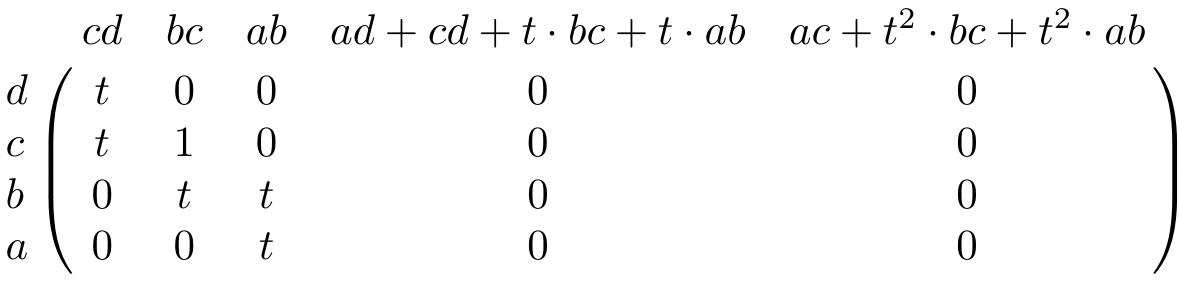 cd bc ab ad + cd + t · bc + t · ab ac + t² · bc + t² · ab
d t 0 0 0 0
c t 1 0 0 0
b 0 t t 0 0
a 0 0 t 0 0